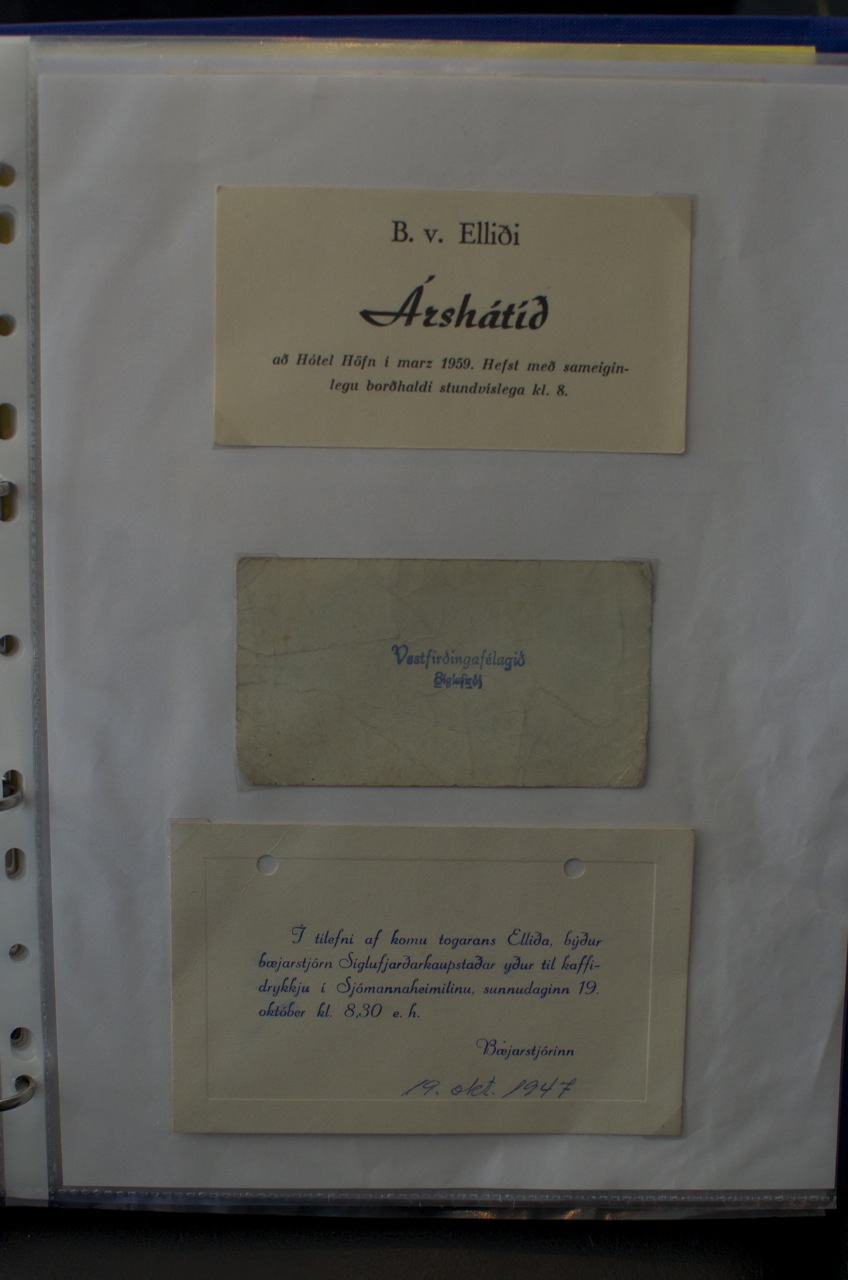 B. v. Elliði
Árshátíð
að Hótel Höfn í marz 1959. Hefst með sameigin-
legu borðhaldi stundvíslega kl. 8.
Vestfirðingafélagið
Siglufirði
Í tilefni af komu togarans Elliða, býður
bæjarstjórn Siglufjarðarkaupstaðar yður til kaffi-
drykkju í Sjómannaheimilinu, sunnudaginn 19.
október kl. 8,30 e. h.
Bæjarstjórinn
19. okt. 1947